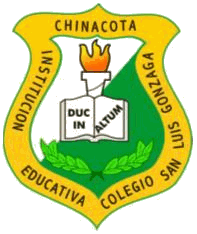 CHINACOTA
INSTITUCION EDUCATIVA COLEGIO SAN LUIS GONZAGA
DUC IN
ALTUM